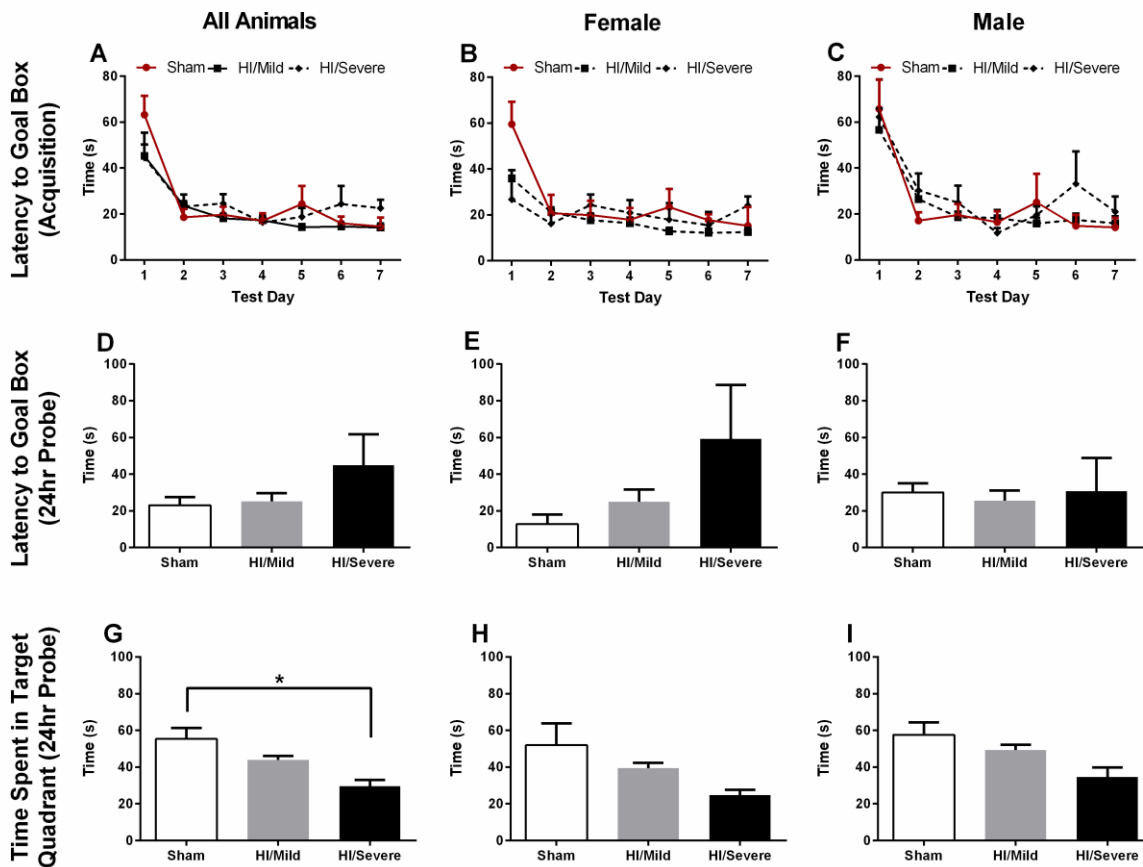 All Animals
Female
Male
Latency to Goal Box
(Acquisition)
A
Sham HI/Mild HI/Severe
Time (s)
80
60
40
20
0
1 2 3 4 5 6 7
Test Day
B
Sham HI/Mild HI/Severe
Time (s)
80
60
40
20
0
1 2 3 4 5 6 7
Test Day
C
Sham HI/Mild HI/Severe
Time (s)
80
60
40
20
0
1 2 3 4 5 6 7
Test Day
Latency to Goal Box
(24hr Probe)
D
Time (s)
100
80
60
40
20
0
Sham HI/Mild HI/Severe
E
Time (s)
100
80
60
40
20
0
Sham HI/Mild HI/Severe
F
Time (s)
100
80
60
40
20
0
Sham HI/Mild HI/Severe
Time Spent in Target
Quadrant (24hr Probe)
G
Time (s)
100
80
60
40
20
0
*
Sham HI/Mild HI/Severe
H
Time (s)
100
80
60
40
20
0
Sham HI/Mild HI/Severe
I
Time (s)
100
80
60
40
20
0
Sham HI/Mild HI/Severe